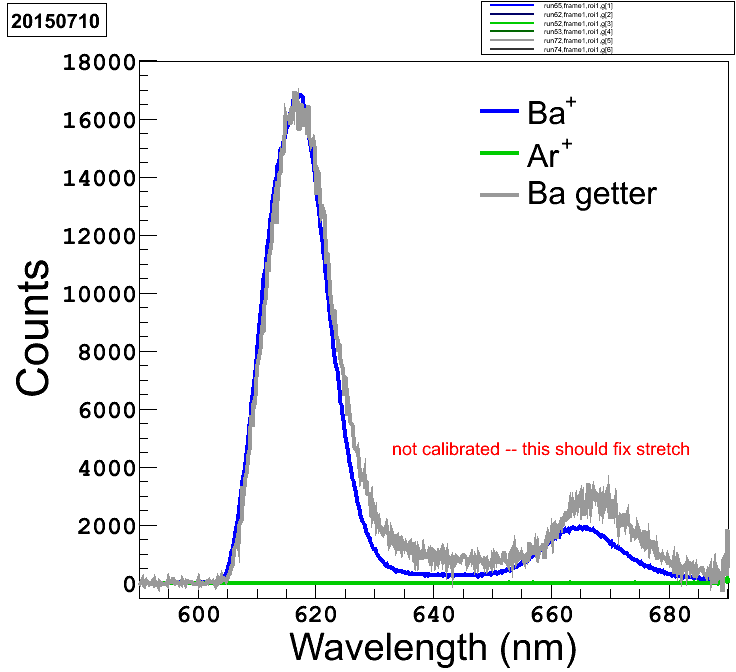 20150710
run65,frame1,roi1,g[1]
run62,frame1,roi1,g[2]
run52,frame1,roi1,g[3]
run53,frame1,roi1,g[4]
run72,frame1,roi1,g[5]
run74,frame1,roi1,g[6]
Ba+
Ar+
Ba getter
not calibrated -- this should fix stretch
Counts
18000
16000
14000
12000
10000
8000
6000
4000
2000
0
600 620 640 660 680
Wavelength (nm)